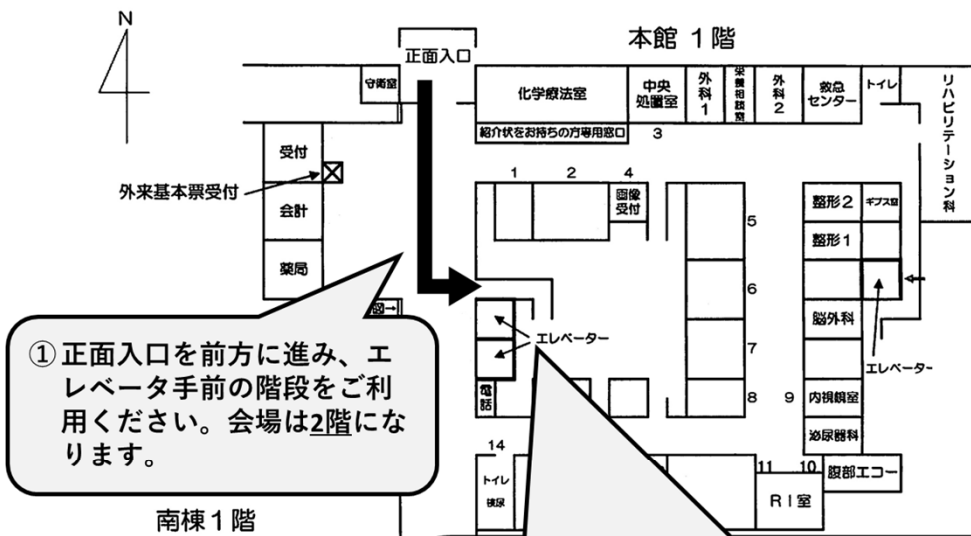 N
本館 1階
正面入口
守衛室
化学療法室
中央
処置室
外科1
栄養相談室
外科2
救急
センター
トイレ
リハビリテーション科
紹介状をお持ちの方専用窓口
3
受付
外来基本票受付
会計
薬局
1
2
4
画像
受付
5
6
7
8
整形2
ギプス室
整形1
脳外科
エレベーター
エレベーター
①正面入口を前方に進み、エ
レベータ手前の階段をご利
用ください。会場は2階にな
ります。
電話
9
内視鏡室
泌尿器科
14
トイレ
検尿
11
10
腹部エコー
RI室
南棟1階